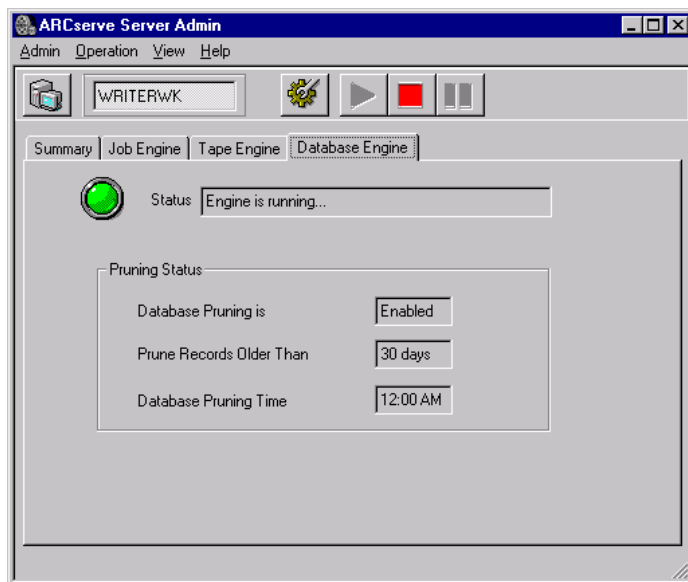 ARCserve Server Admin
Admin Operation View Help
WRITERWK
Summary Job Engine Tape Engine Database Engine
Status Engine is running...
Pruning Status
Database Pruning is Enabled
Prune Records Older Than 30 days
Database Pruning Time 12:00 AM